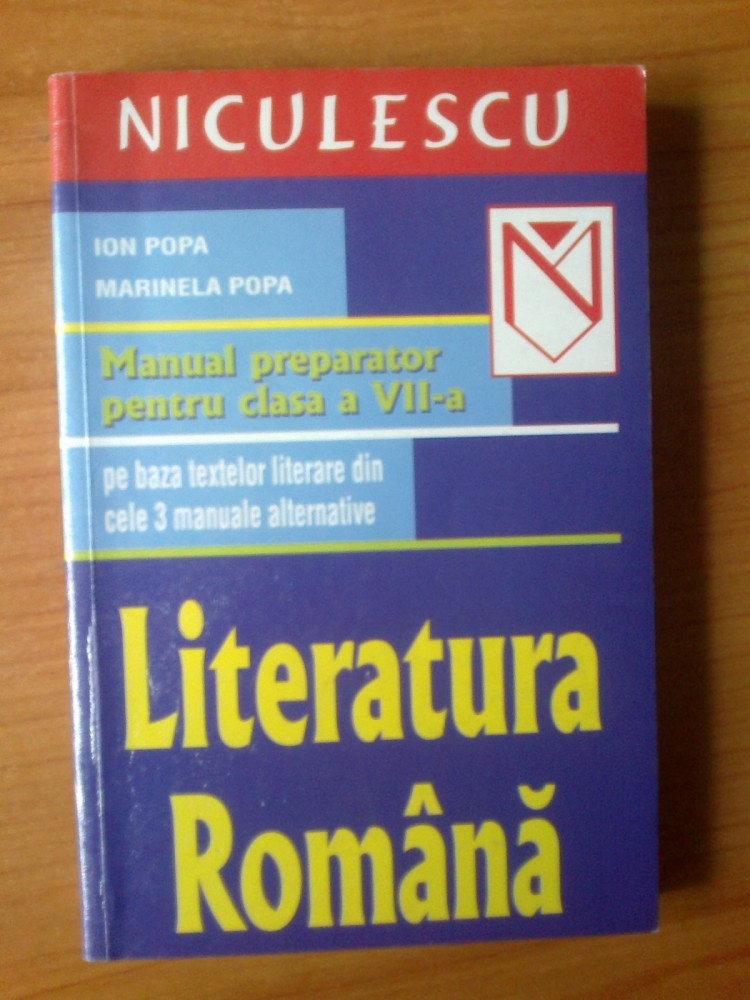 NICULESCU
ION POPA
MARINELA POPA
Manual preparator
pentru clasa a VII-a
pe baza textelor literare din
cele 3 manuale alternative
Literatura
Română